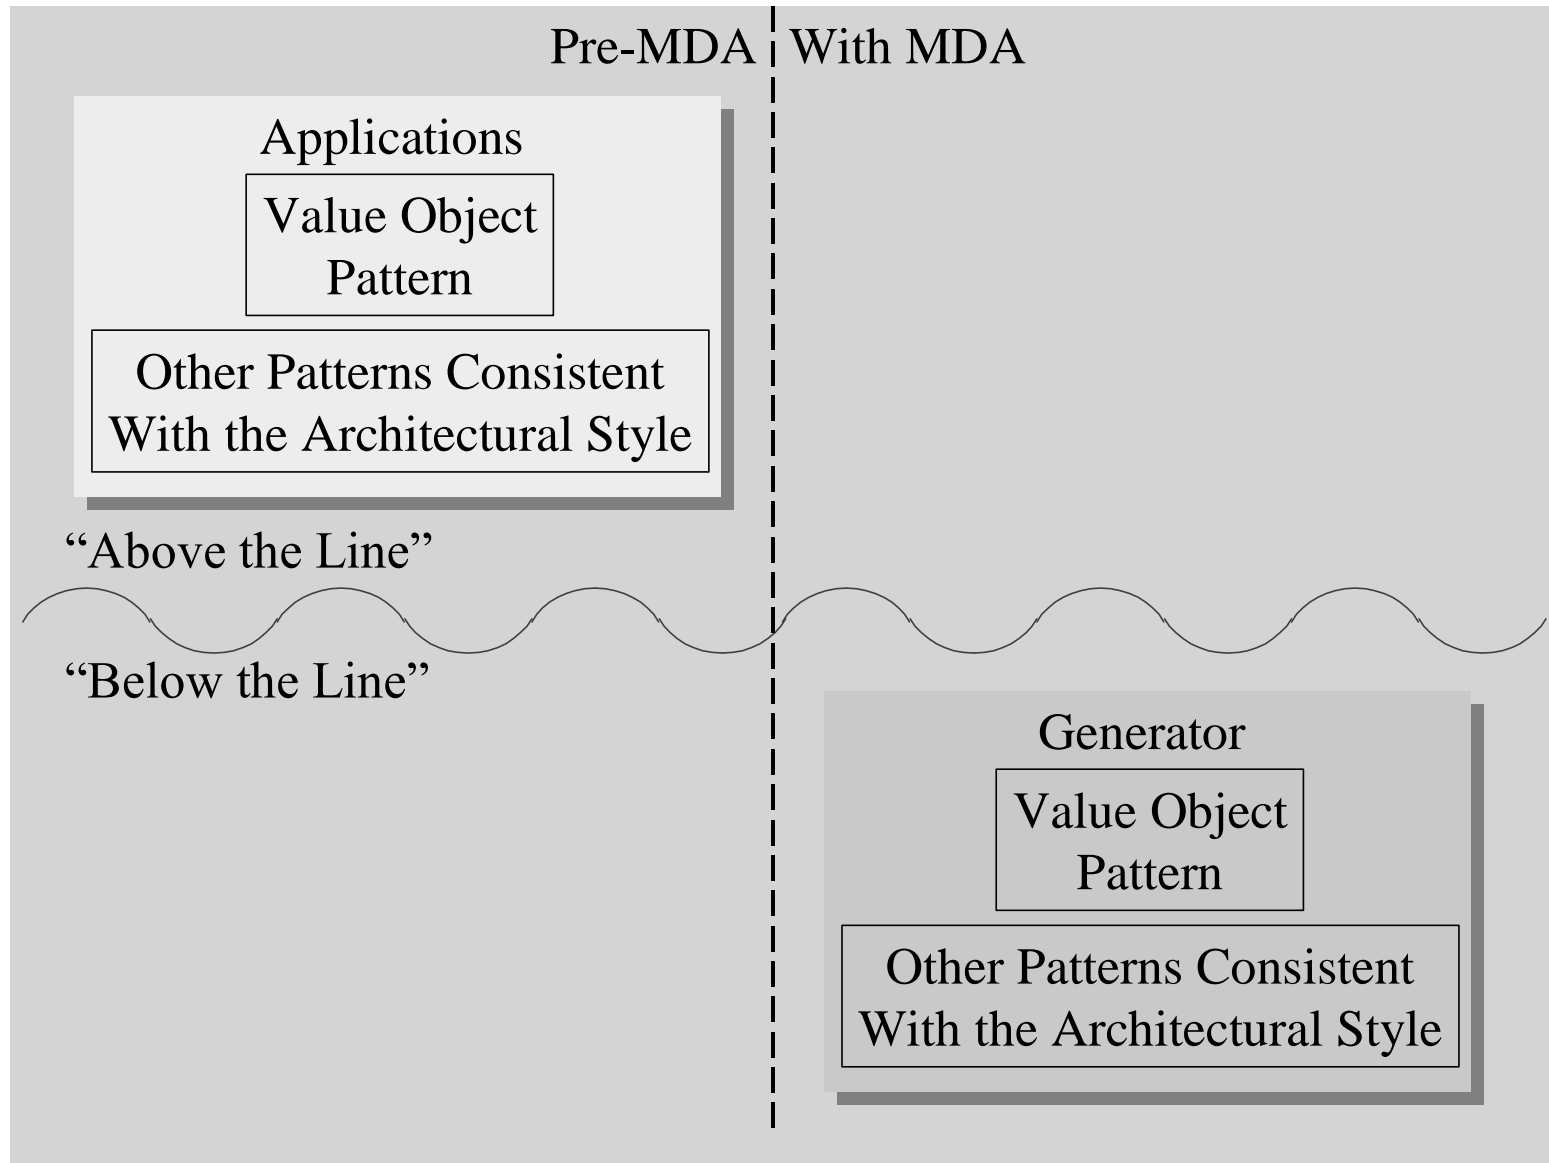 Pre-MDA
With MDA
Applications
Value Object
Pattern
Other Patterns Consistent
With the Architectural Style
“Above the Line”
“Below the Line”
Generator
Value Object
Pattern
Other Patterns Consistent
With the Architectural Style